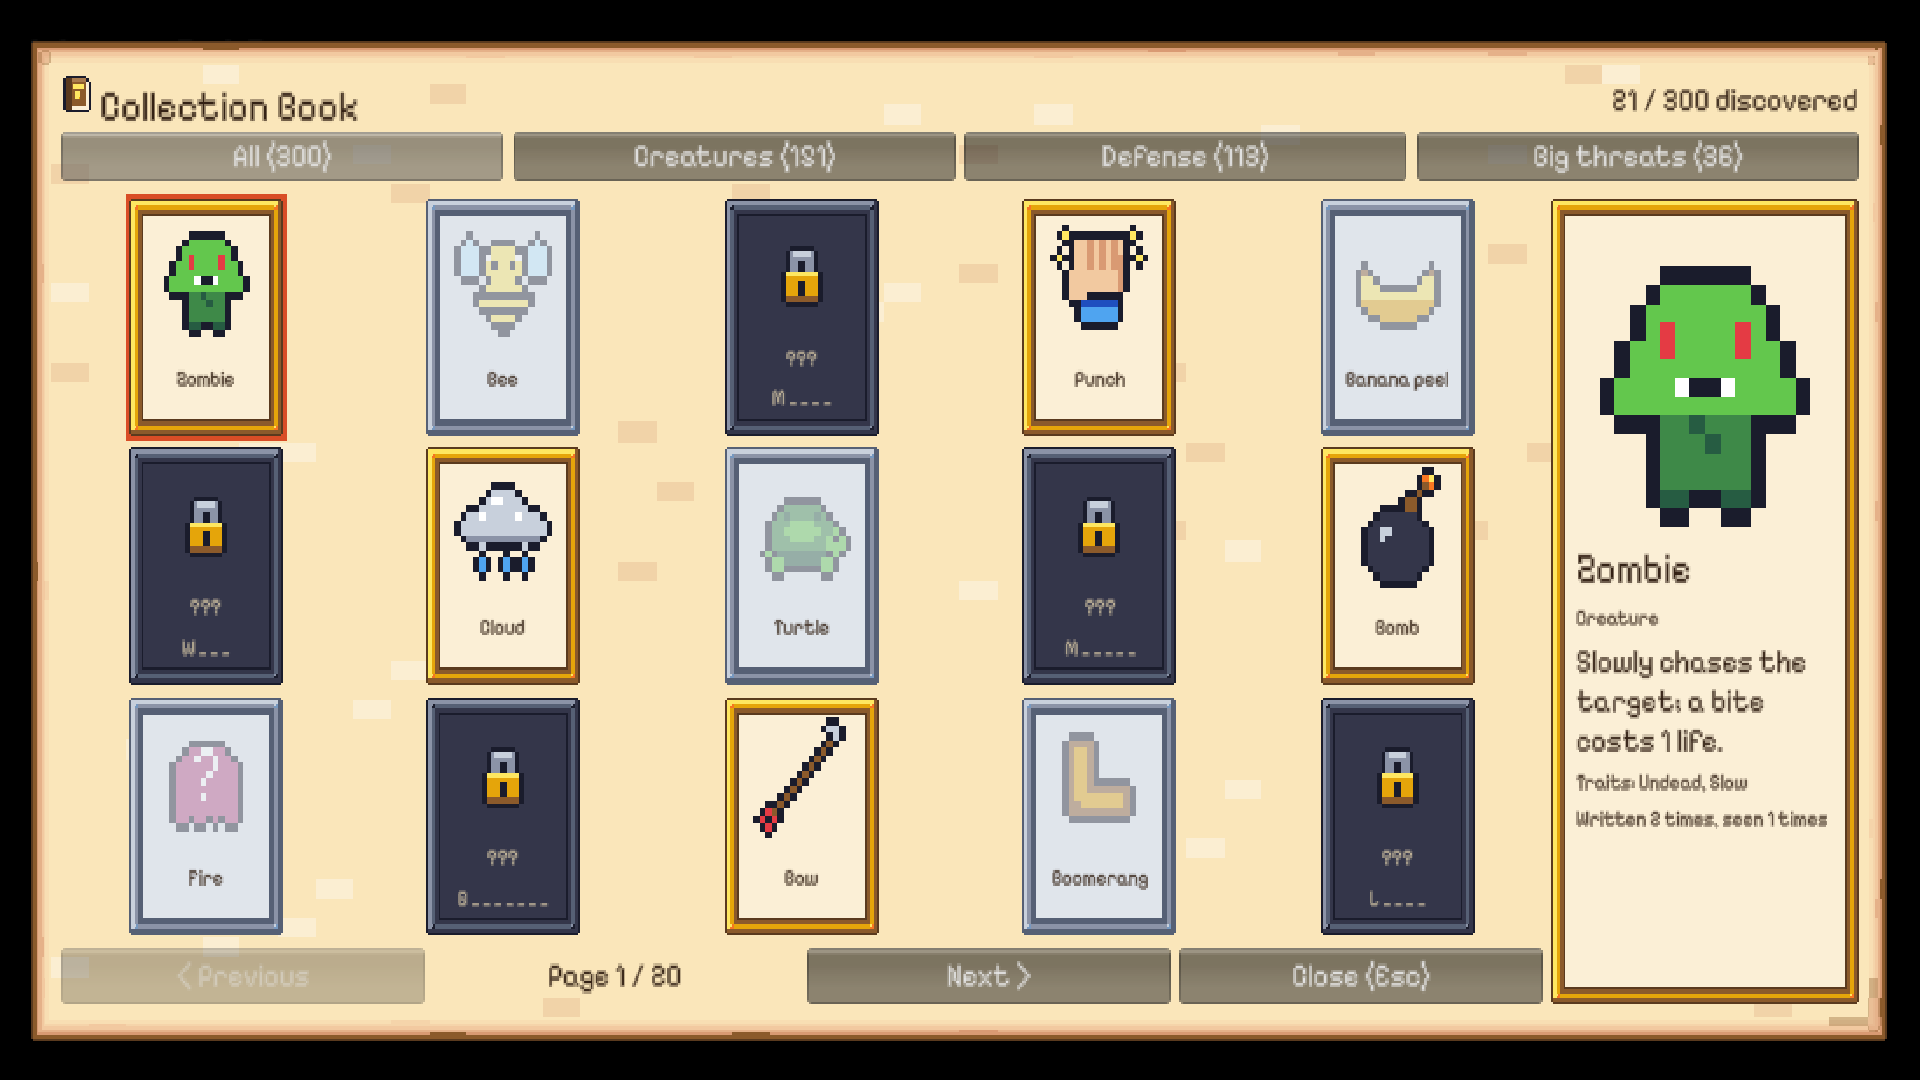 Collection Book
21 / 300 discovered
All (300)
Creatures (151)
Defense (113)
Big threats (36)
Zombie
Bee
???
M____
Punch
Banana peel
???
W___
Cloud
Turtle
???
M_____
Bomb
Fire
???
B_______
Bow
Boomerang
???
L____
Zombie
Creature
Slowly chases the
target; a bite
costs 1 life.
Traits: Undead, Slow
Written 2 times, seen 1 times
< Previous
Page 1 / 20
Next >
Close (Esc)